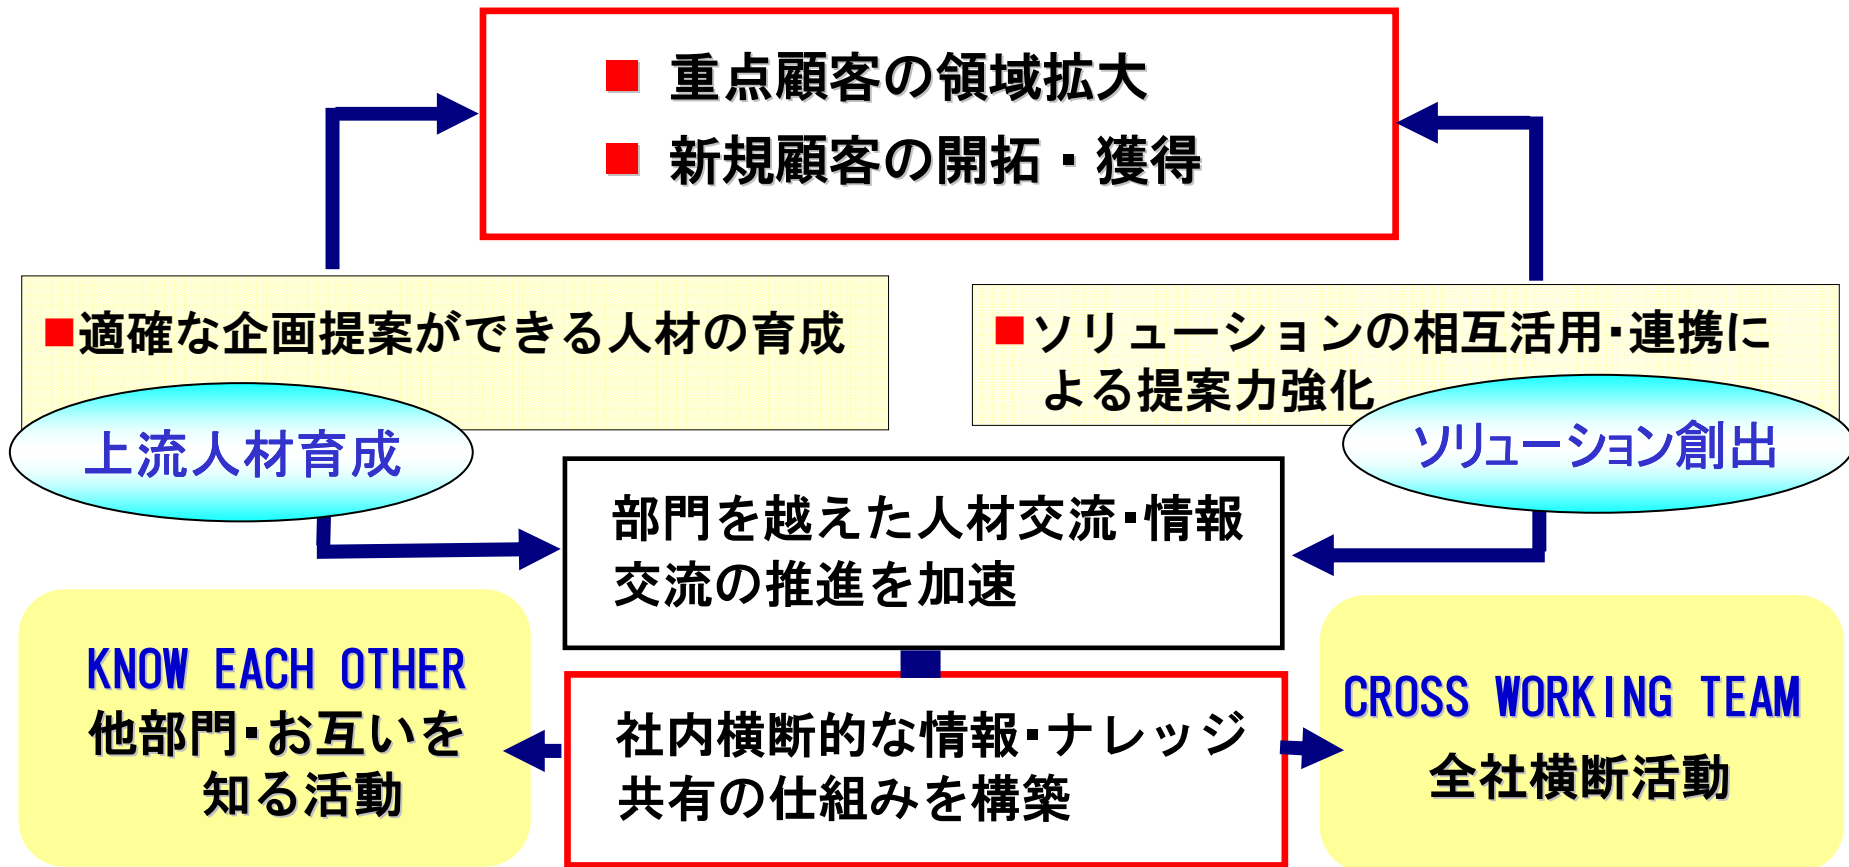 ■ 重点顧客の領域拡大
■ 新規顧客の開拓・獲得
■適確な企画提案ができる人材の育成
上流人材育成
■ソリューションの相互活用・連携に
よる提案力強化
ソリューション創出
部門を越えた人材交流・情報
交流の推進を加速
KNOW EACH OTHER
他部門・お互いを
知る活動
社内横断的な情報・ナレッジ
共有の仕組みを構築
CROSS WORKING TEAM
全社横断活動